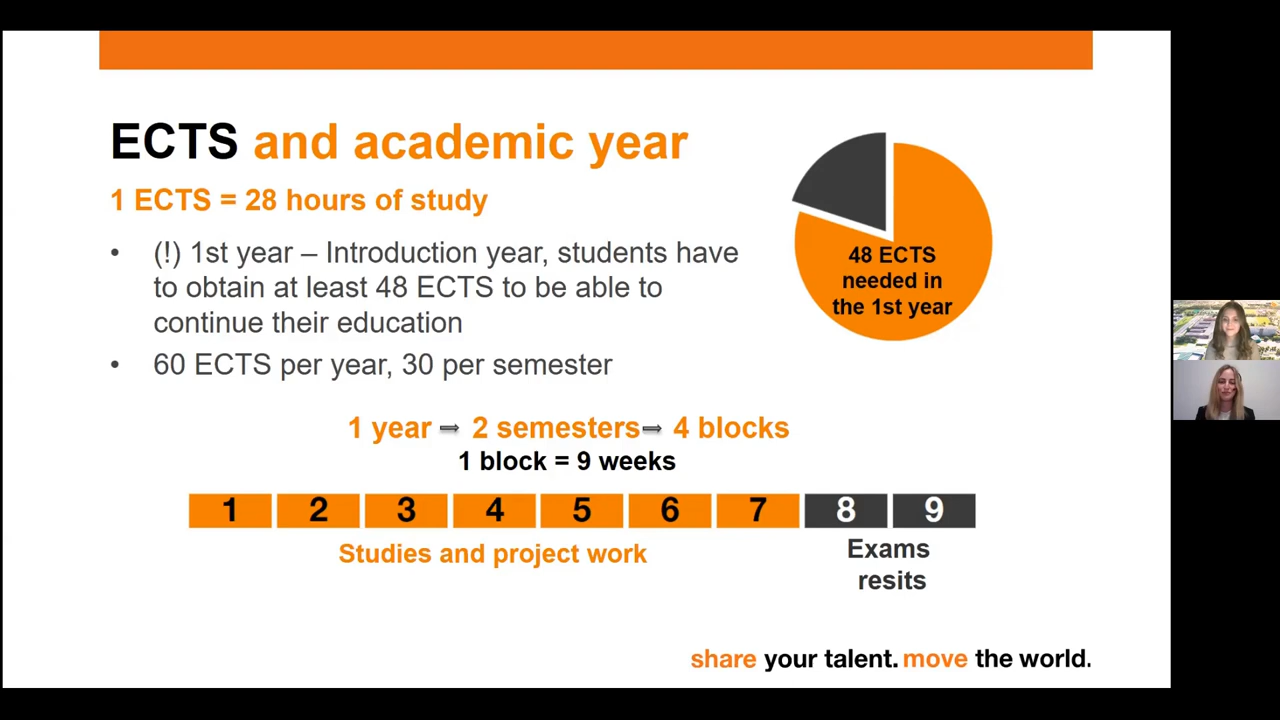 ECTS and academic year
1 ECTS = 28 hours of study
• (!) 1st year – Introduction year, students have
to obtain at least 48 ECTS to be able to
continue their education
• 60 ECTS per year, 30 per semester
48 ECTS
needed in
the 1st year
1 year ⇒ 2 semesters ⇒ 4 blocks
1 block = 9 weeks
1 2 3 4 5 6 7 8 9
Studies and project work
Exams
resits
share your talent. move the world.